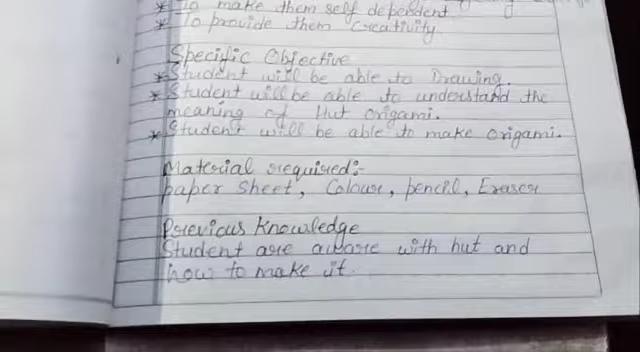 * To make them self dependent
* To provide them creativity
Specific Objective
* Student will be able to Drawing.
* Student will be able to understand the
meaning of Hut origami.
* Student will be able to make origami.
Material required:-
paper sheet, Colour, pencil, Eraser
Previous Knowledge
Student are aware with hut and
how to make it.